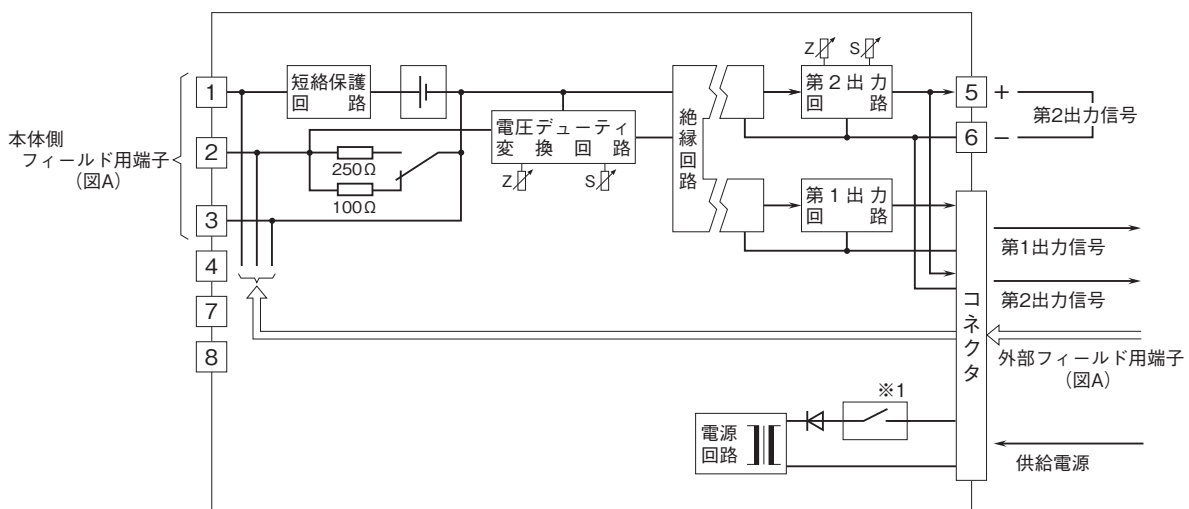 本体側
フィールド用端子
(図A)
1
2
3
4
7
8
短絡保護
回路
250Ω
100Ω
電圧デューティ
変換回路
Z
S
絶縁回路
Z
S
第2出力
回路
第1出力
回路
5
6
+
−
第2出力信号
第1出力信号
第2出力信号
コネクタ
外部フィールド用端子
(図A)
※1
電源
回路
供給電源